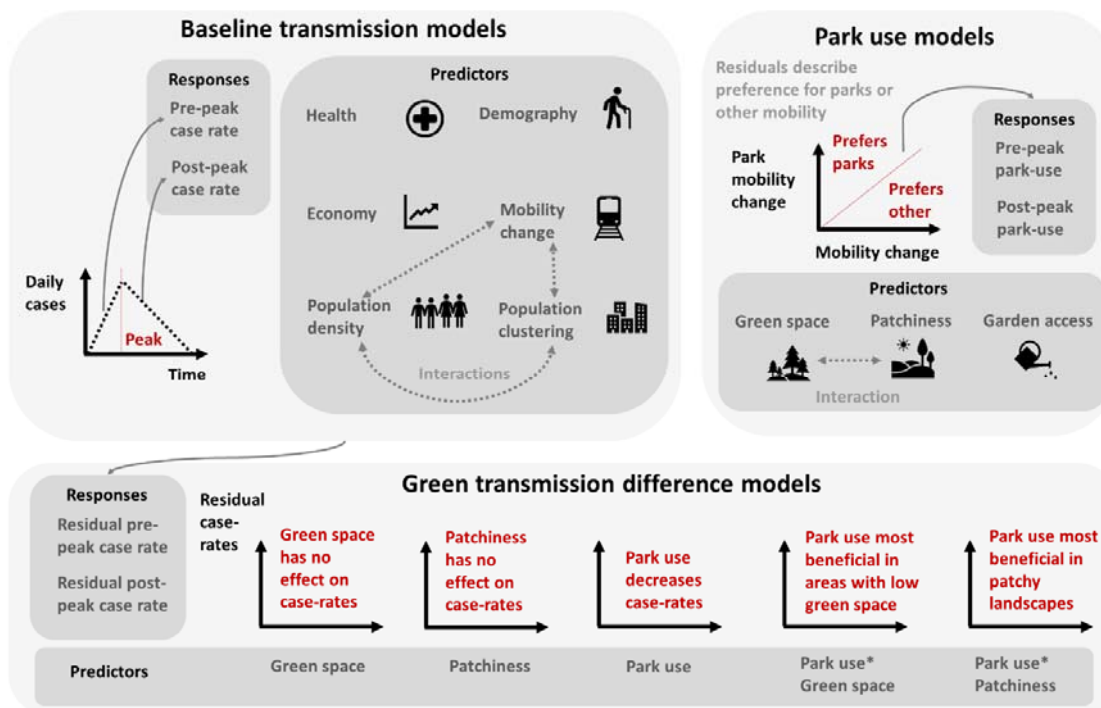 Baseline transmission models
Responses
Pre-peak
case rate
Post-peak
case rate
Daily
cases
Peak
Time
Predictors
Health
Demography
Economy
Mobility
change
Population
density
Population
clustering
Interactions
Park use models
Residuals describe
preference for parks or
other mobility
Park
mobility
change
Prefers
parks
Prefers
other
Mobility change
Responses
Pre-peak
park-use
Post-peak
park-use
Predictors
Green space
Patchiness
Garden access
Interaction
Green transmission difference models
Responses
Residual pre-
peak case rate
Residual post-
peak case rate
Residual
case-
rates
Green space
has no
effect on
case-rates
Patchiness
has no
effect on
case-rates
Park use
decreases
case-rates
Park use most
beneficial in
areas with low
green space
Park use most
beneficial in
patchy
landscapes
Predictors
Green space
Patchiness
Park use
Park use*
Green space
Park use*
Patchiness